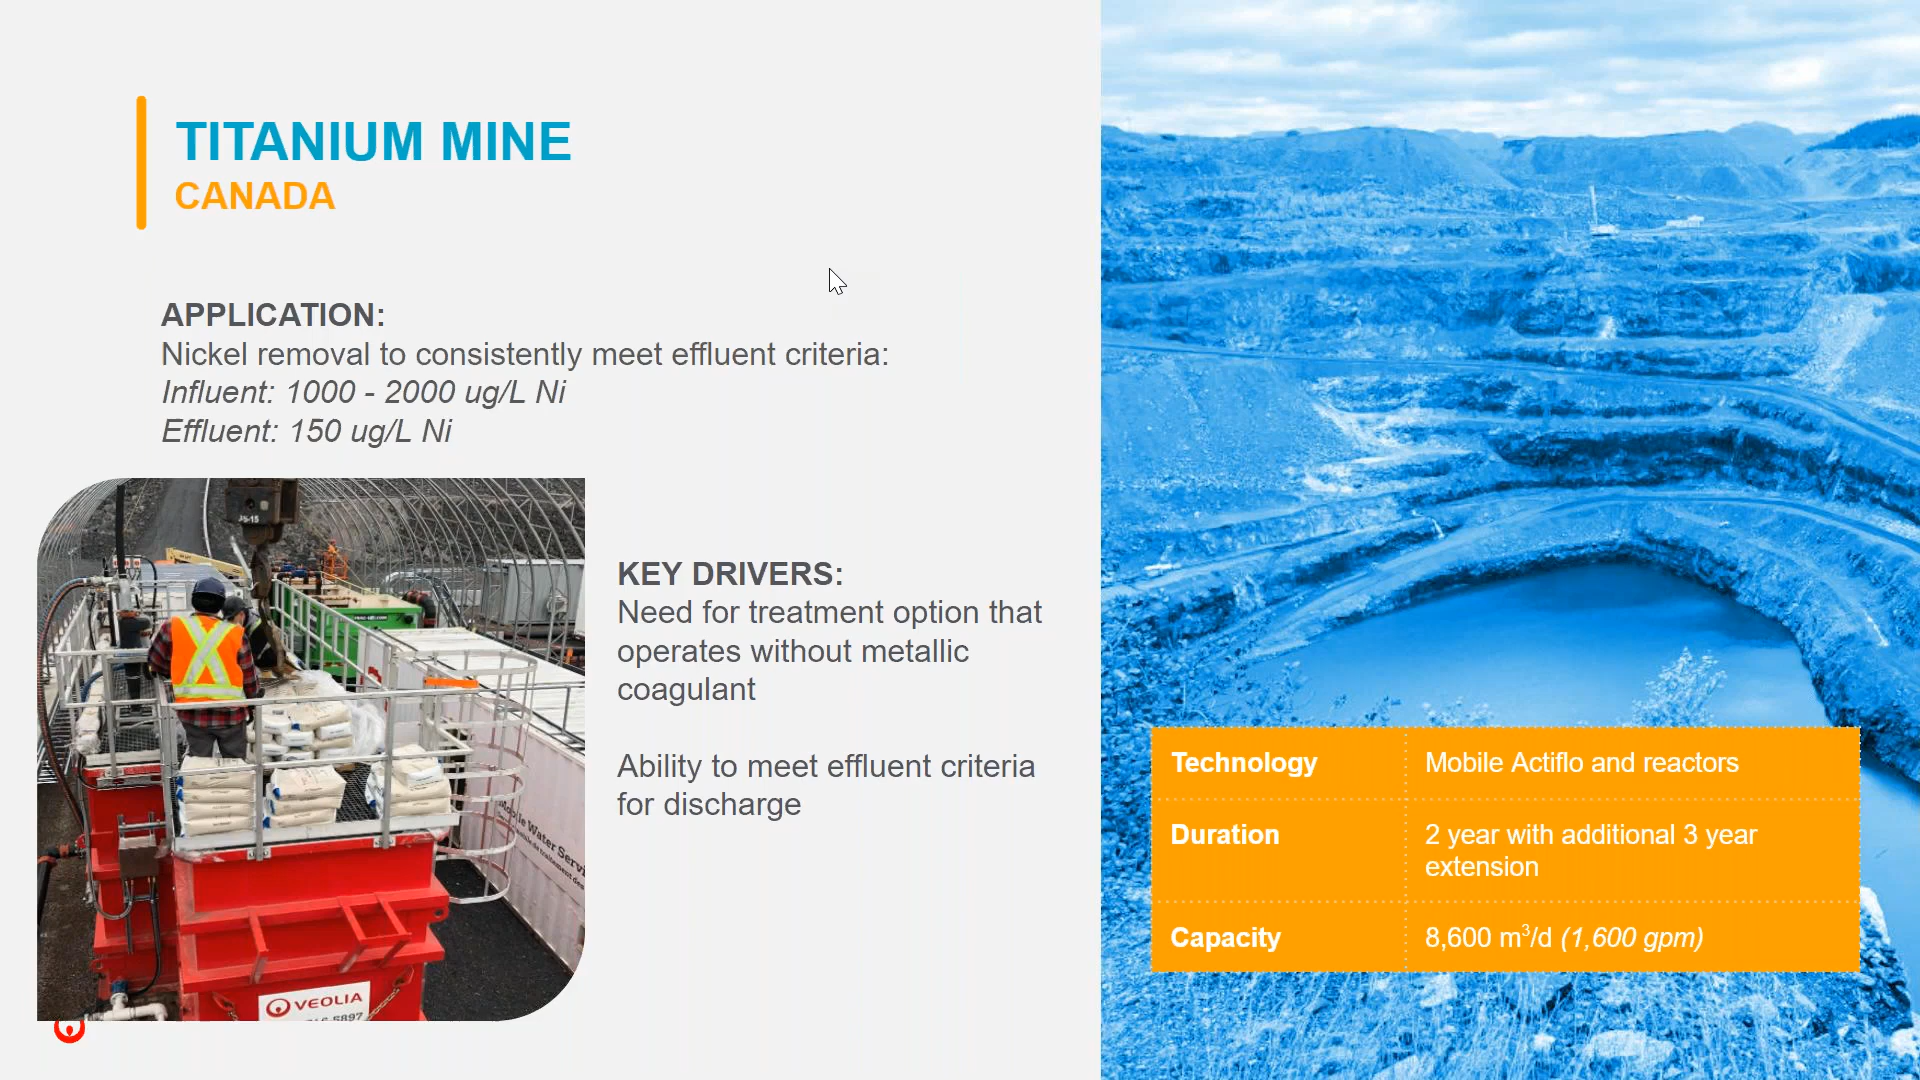 TITANIUM MINE
CANADA
APPLICATION:
Nickel removal to consistently meet effluent criteria:
Influent: 1000 - 2000 ug/L Ni
Effluent: 150 ug/L Ni
KEY DRIVERS:
Need for treatment option that
operates without metallic
coagulant
Ability to meet effluent criteria
for discharge
Technology
Mobile Actiflo and reactors
Duration
2 year with additional 3 year
extension
Capacity
8,600 m³/d (1,600 gpm)
Mobile Water Servi
VEOLIA